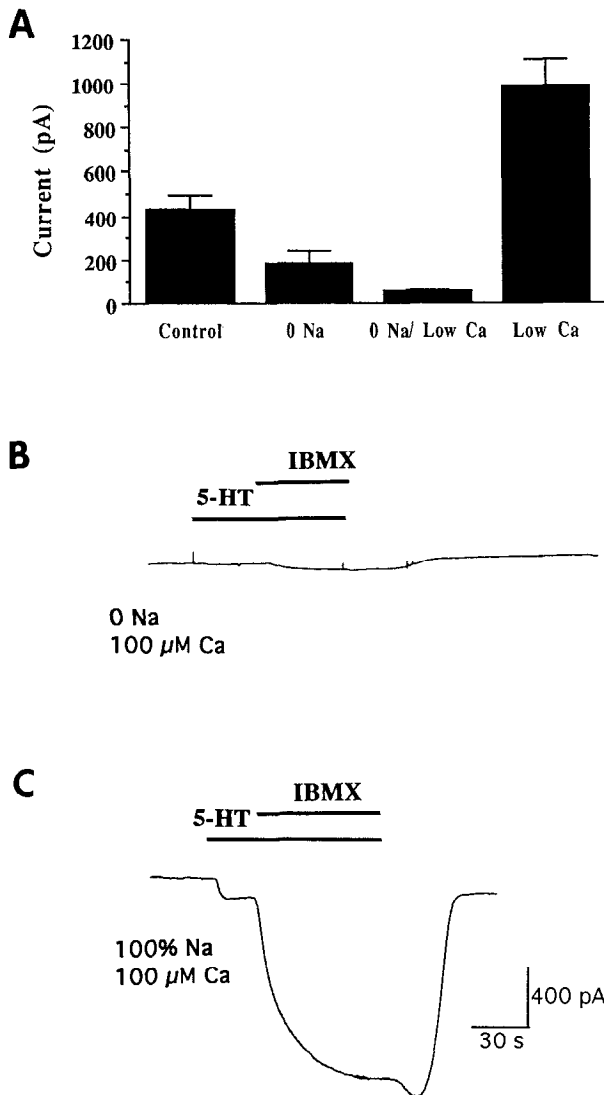 A
1200
1000
800
600
400
200
0
Current (pA)
Control 0 Na 0 Na/ Low Ca Low Ca
B
IBMX
5-HT
0 Na
100 µM Ca
C
IBMX
5-HT
100% Na
100 µM Ca
400 pA
30 s